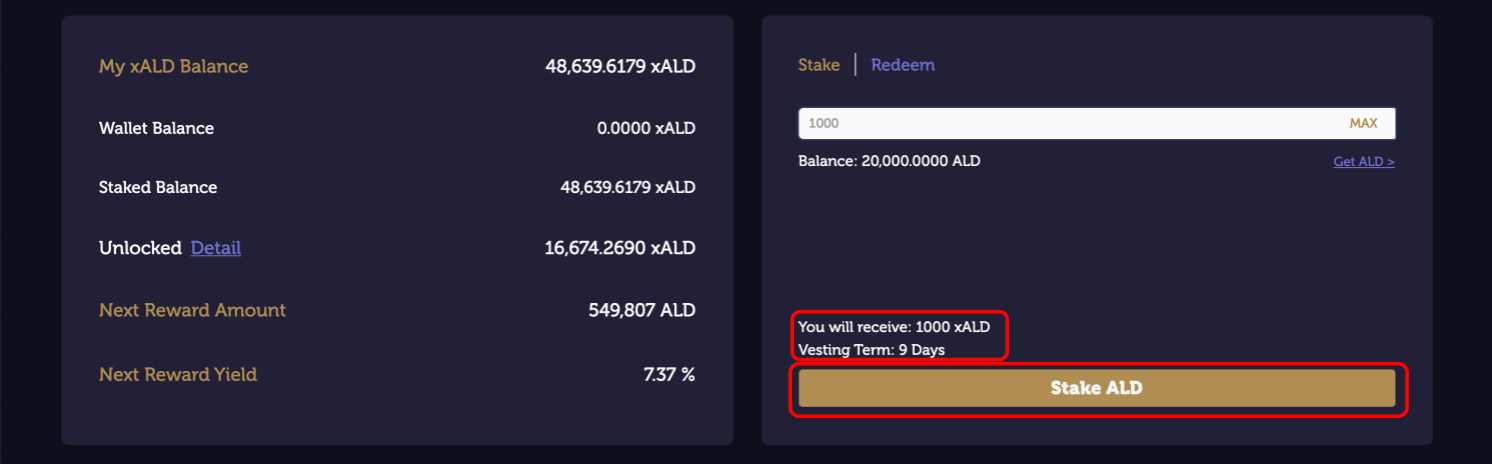 My xALD Balance 48,639.6179 xALD
Wallet Balance 0.0000 xALD
Staked Balance 48,639.6179 xALD
Unlocked Detail 16,674.2690 xALD
Next Reward Amount 549,807 ALD
Next Reward Yield 7.37 %
Stake | Redeem
1000 MAX
Balance: 20,000.0000 ALD Get ALD >
You will receive: 1000 xALD
Vesting Term: 9 Days
Stake ALD